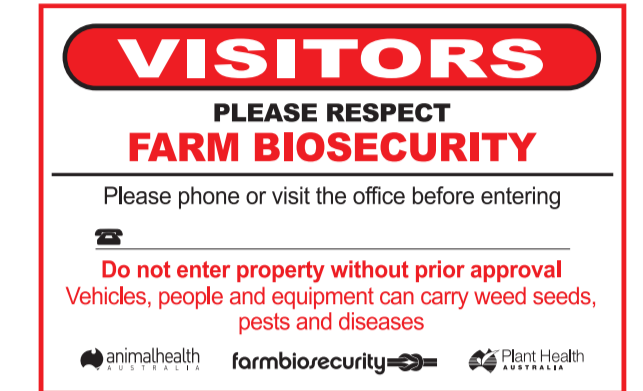 VISITORS
PLEASE RESPECT
FARM BIOSECURITY
Please phone or visit the office before entering
Do not enter property without prior approval
Vehicles, people and equipment can carry weed seeds,
pests and diseases
animalhealth
AUSTRALIA
farmbiosecurity
Plant Health
AUSTRALIA